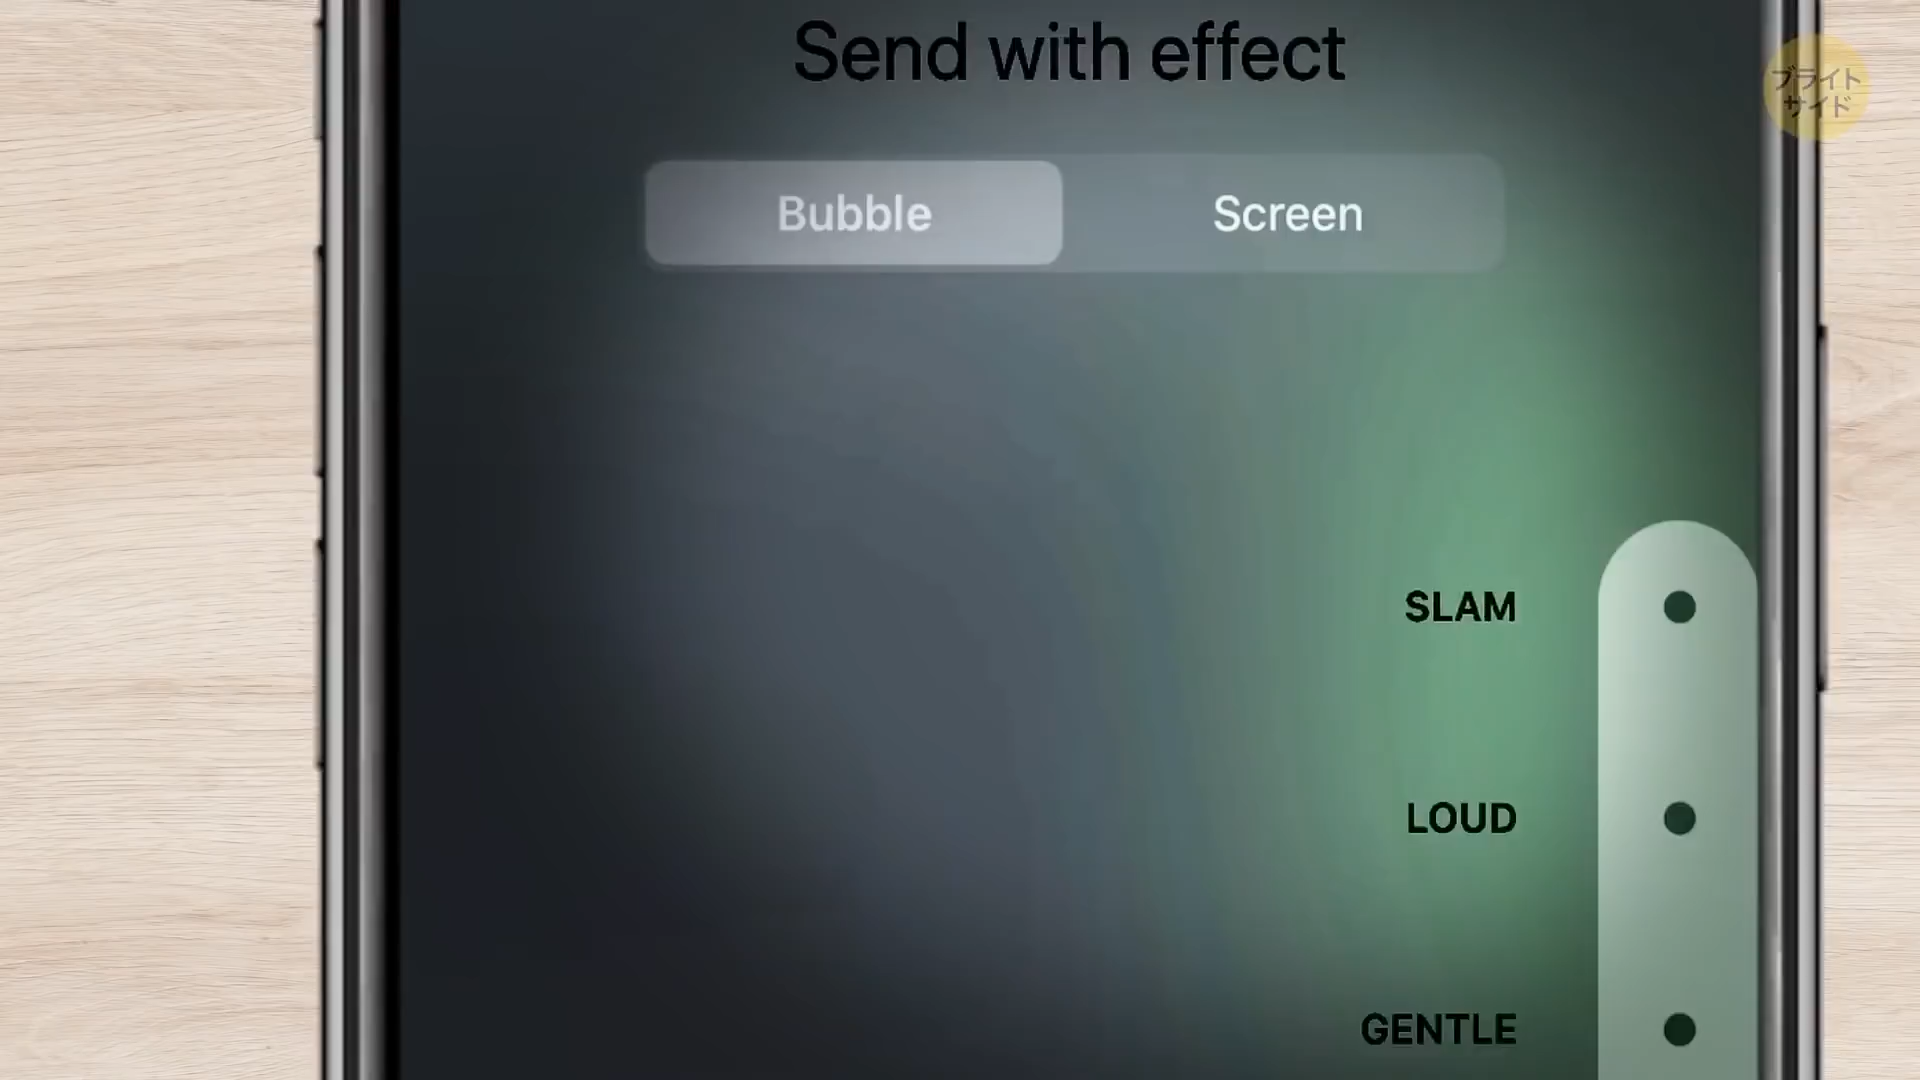 Send with effect
ブライト
サイド
Bubble
Screen
SLAM
LOUD
GENTLE